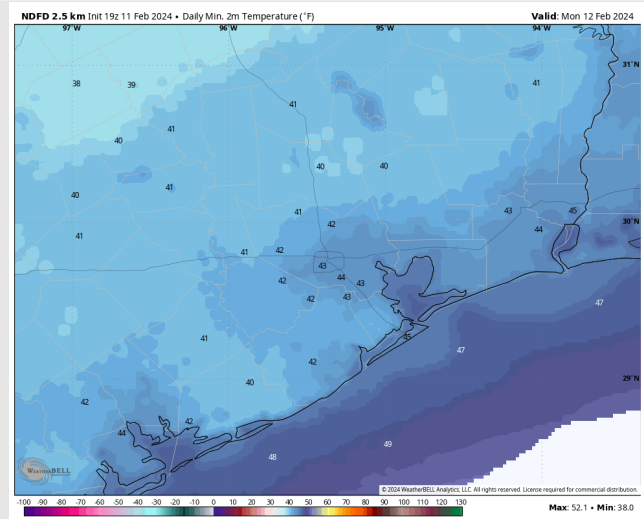 NDFD 2.5 km Init 19z 11 Feb 2024 • Daily Min. 2m Temperature (°F) Valid: Mon 12 Feb 2024
97°W 96°W 95°W 94°W
31°N
38 39 41
41
41
40
40 40
41
40
41 43 45
42 30°N
44
41
41 42
43
44
42 43
42 43
47
45
41
47
42
29°N
40
42
42
44
49
48
WEATHERBELL
© 2024 WeatherBELL Analytics, LLC. All rights reserved. License required for commercial distribution.
-100 -90 -80 -70 -60 -50 -40 -30 -20 -10 0 10 20 30 40 50 60 70 80 90 100 110 120 130
Max: 52.1 • Min: 38.0